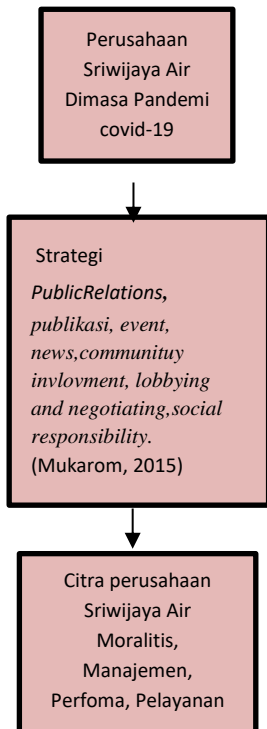 Perusahaan
Sriwijaya Air
Dimasa Pandemi
covid-19
Strategi
PublicRelations,
publikasi, event,
news,communituy
invlovment, lobbying
and negotiating,social
responsibility.
(Mukarom, 2015)
Citra perusahaan
Sriwijaya Air
Moralitis,
Manajemen,
Perfoma, Pelayanan